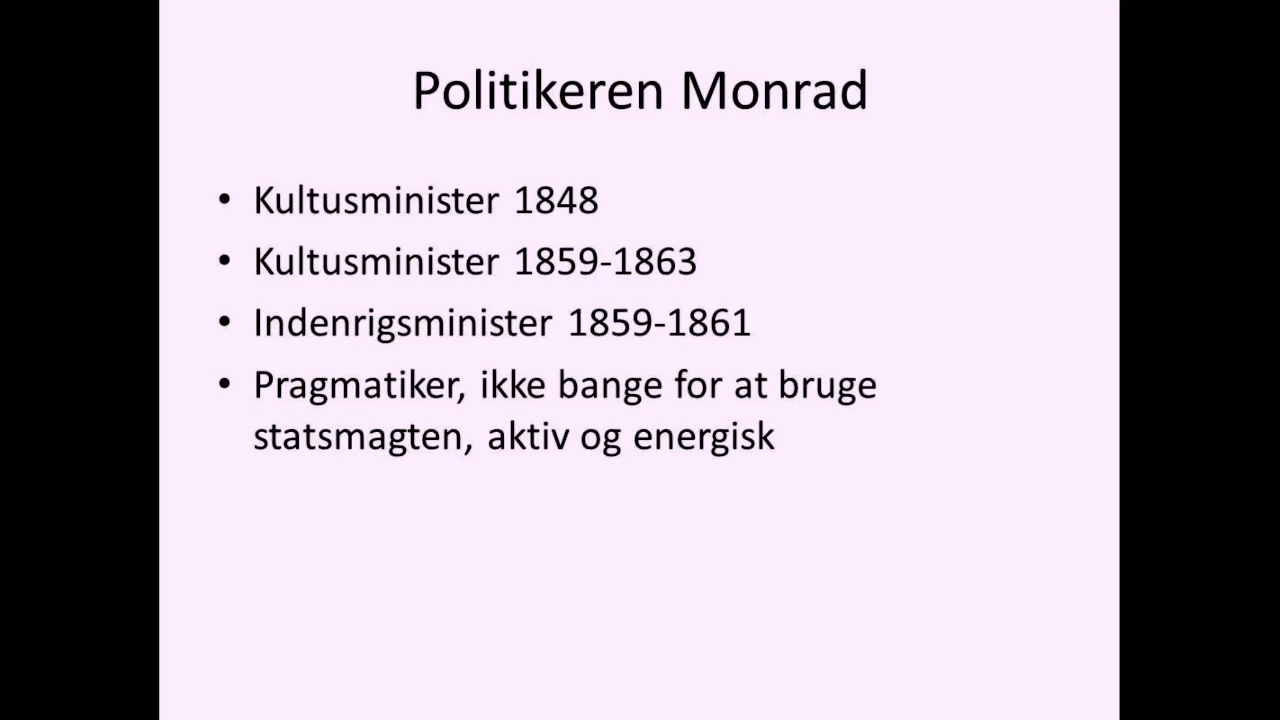 Politikeren Monrad
• Kultusminister 1848
• Kultusminister 1859-1863
• Indenrigsminister 1859-1861
• Pragmatiker, ikke bange for at bruge
statsmagten, aktiv og energisk